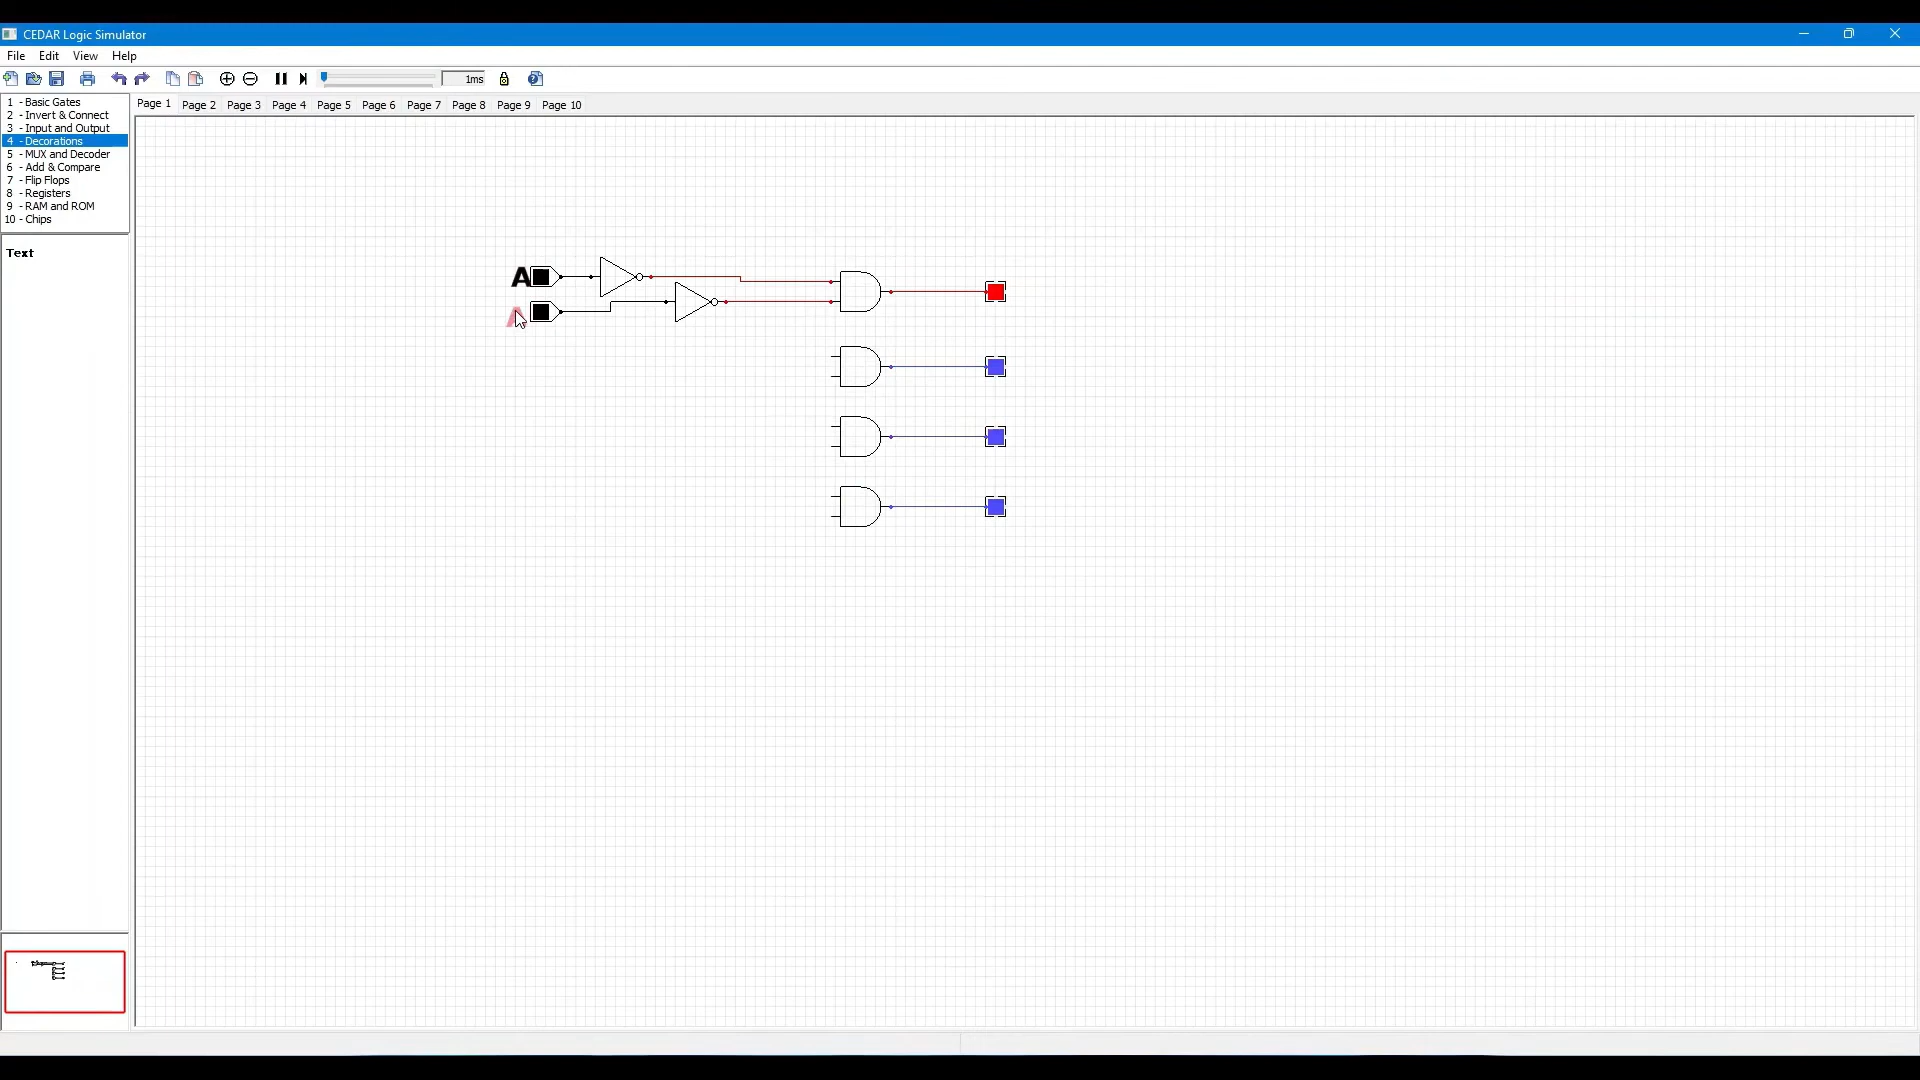 CEDAR Logic Simulator
File Edit View Help
1ms
1 - Basic Gates
2 - Invert & Connect
3 - Input and Output
4 - Decorations
5 - MUX and Decoder
6 - Add & Compare
7 - Flip Flops
8 - Registers
9 - RAM and ROM
10 - Chips
Page 1 Page 2 Page 3 Page 4 Page 5 Page 6 Page 7 Page 8 Page 9 Page 10
Text
A
A